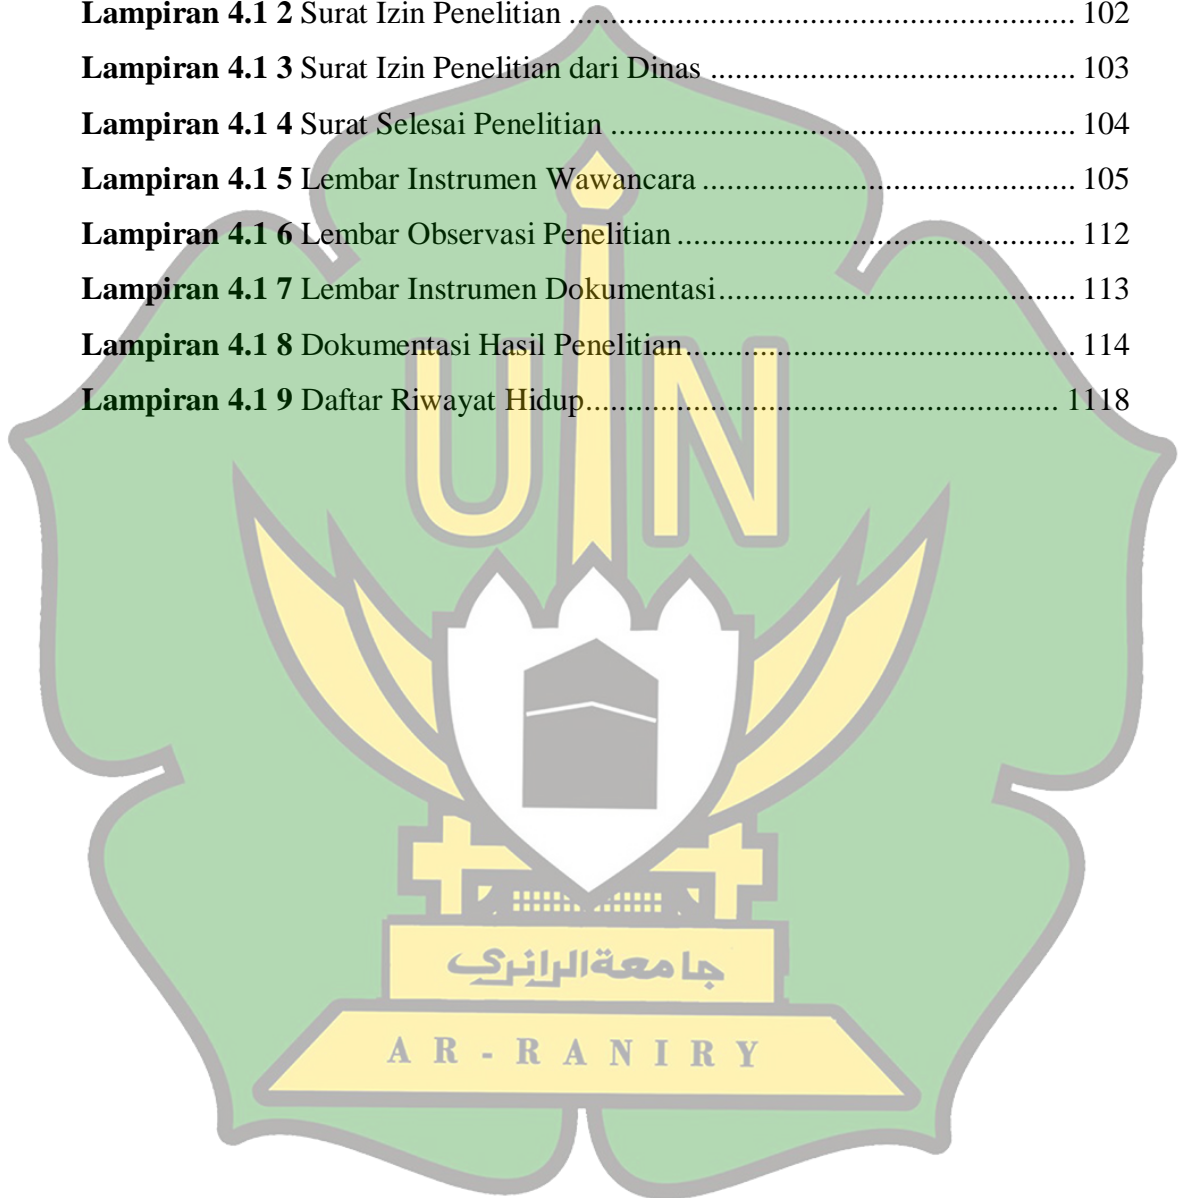 Lampiran 4.1 2 Surat Izin Penelitian ........................................................ 102
Lampiran 4.1 3 Surat Izin Penelitian dari Dinas ........................................ 103
Lampiran 4.1 4 Surat Selesai Penelitian .................................................... 104
Lampiran 4.1 5 Lembar Instrumen Wawancara ......................................... 105
Lampiran 4.1 6 Lembar Observasi Penelitian ............................................ 112
Lampiran 4.1 7 Lembar Instrumen Dokumentasi ....................................... 113
Lampiran 4.1 8 Dokumentasi Hasil Penelitian ........................................... 114
Lampiran 4.1 9 Daftar Riwayat Hidup .................................................... 1118
UIN
جامعةالرانري
AR-RANIRY